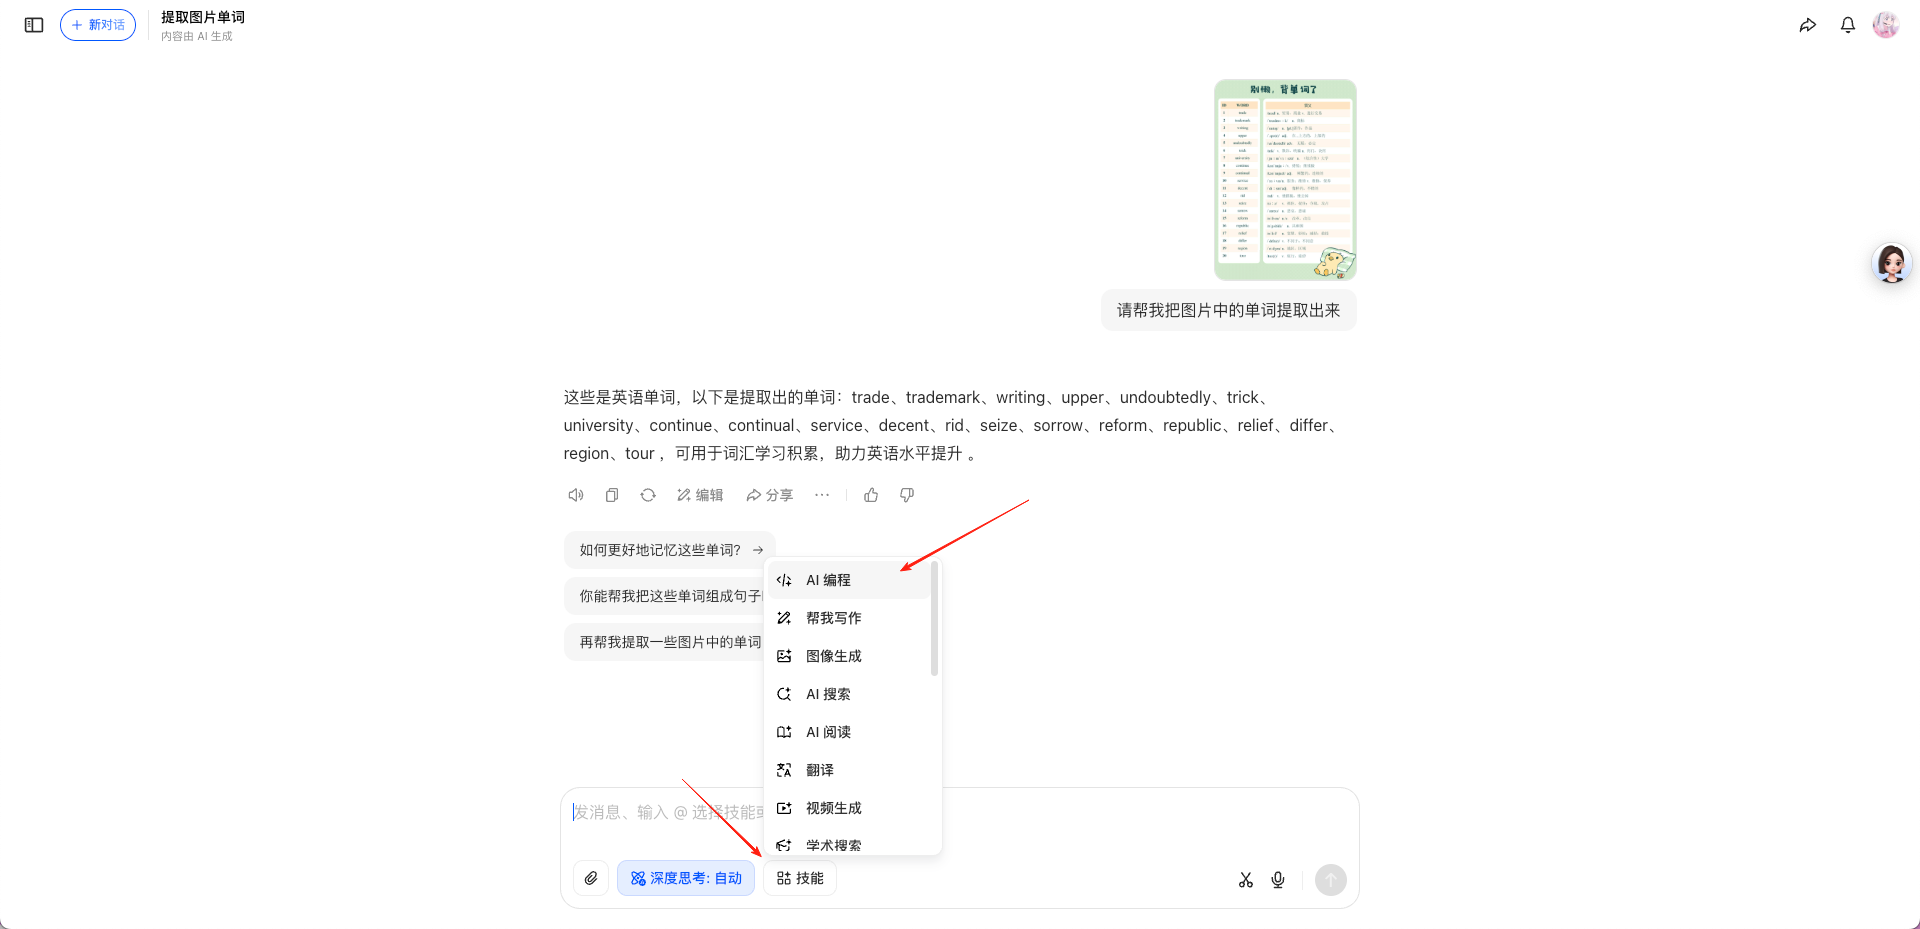 新对话
提取图片单词
内容由 AI 生成
别懒，背单词了
请帮我把图片中的单词提取出来
这些是英语单词，以下是提取出的单词：trade、trademark、writing、upper、undoubtedly、trick、
university、continue、continual、service、decent、rid、seize、sorrow、reform、republic、relief、differ、
region、tour ，可用于词汇学习积累，助力英语水平提升 。
编辑
分享
如何更好地记忆这些单词？
你能帮我把这些单词组成句子
再帮我提取一些图片中的单词
AI 编程
帮我写作
图像生成
AI 搜索
AI 阅读
翻译
视频生成
学术搜索
发消息、输入 @ 选择技能或
深度思考: 自动
技能